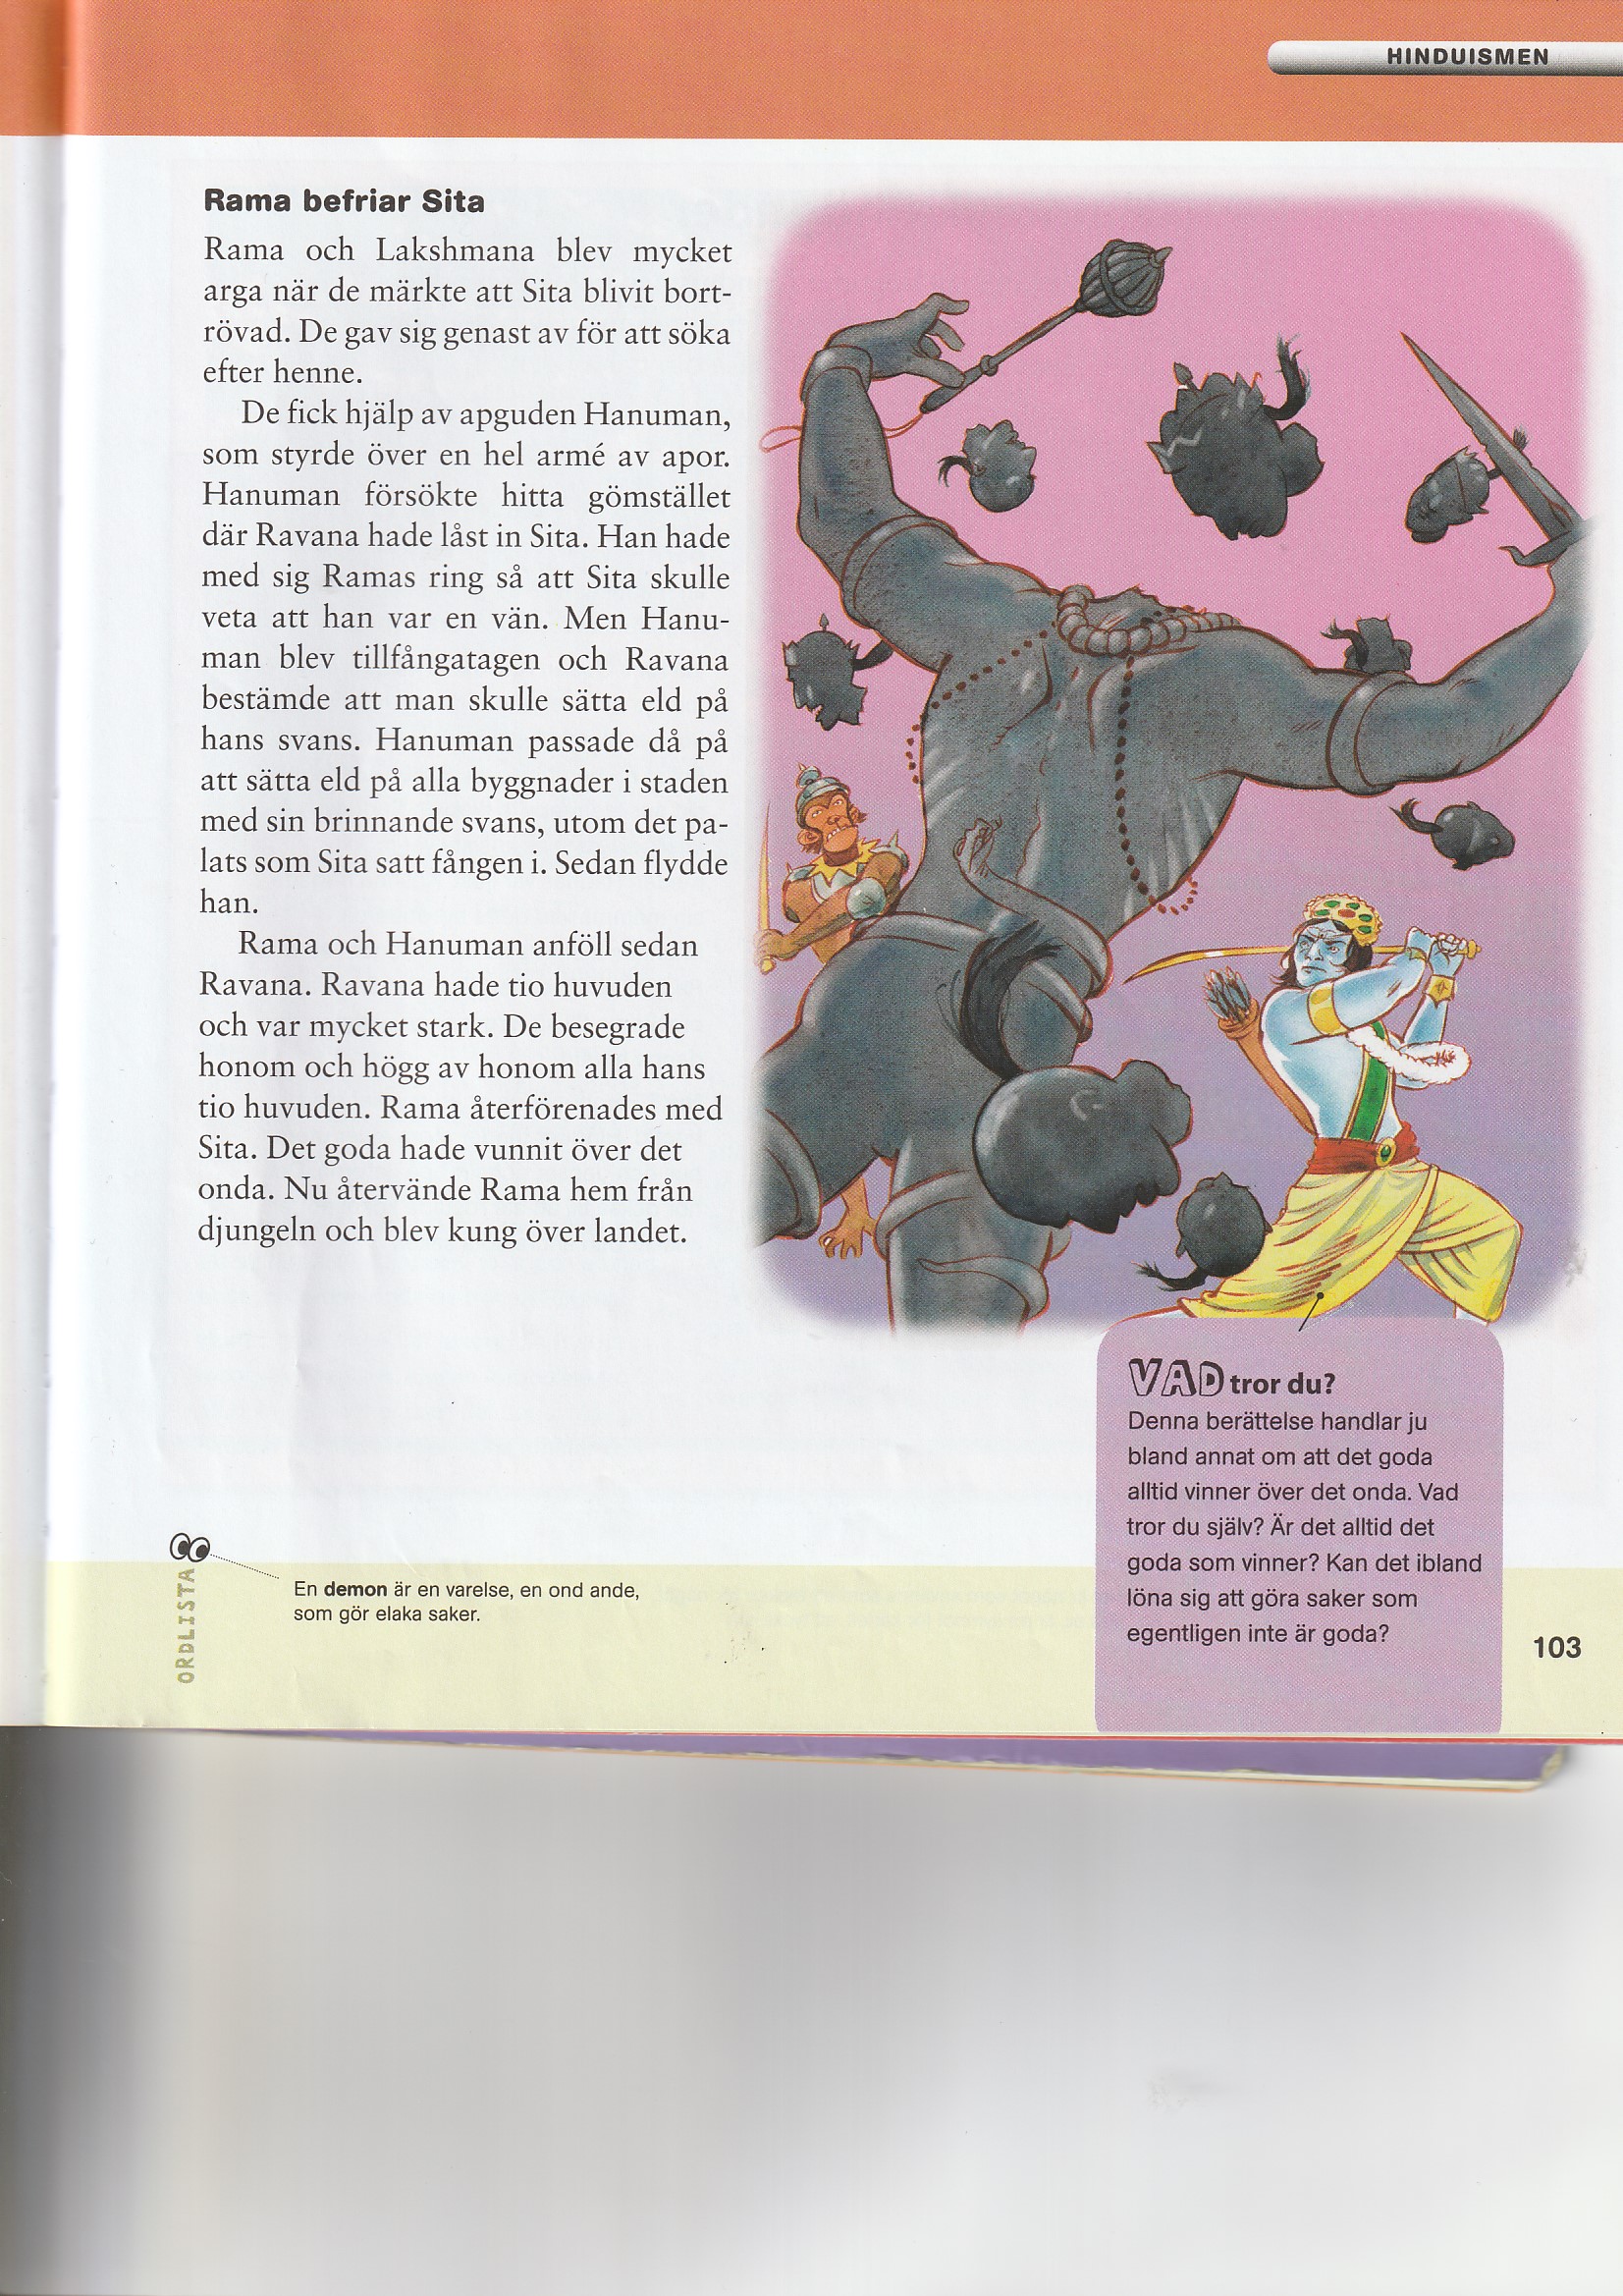 HINDUISMEN
Rama befriar Sita
Rama och Lakshmana blev mycket
arga när de märkte att Sita blivit bort-
rövad. De gav sig genast av för att söka
efter henne.
De fick hjälp av apguden Hanuman,
som styrde över en hel armé av apor.
Hanuman försökte hitta gömstället
där Ravana hade låst in Sita. Han hade
med sig Ramas ring så att Sita skulle
veta att han var en vän. Men Hanu-
man blev tillfångatagen och Ravana
bestämde att man skulle sätta eld på
hans svans. Hanuman passade då på
att sätta eld på alla byggnader i staden
med sin brinnande svans, utom det pa-
lats som Sita satt fången i. Sedan flydde
han.
Rama och Hanuman anföll sedan
Ravana. Ravana hade tio huvuden
och var mycket stark. De besegrade
honom och högg av honom alla hans
tio huvuden. Rama återförenades med
Sita. Det goda hade vunnit över det
onda. Nu återvände Rama hem från
djungeln och blev kung över landet.
VAD tror du?
Denna berättelse handlar ju
bland annat om att det goda
alltid vinner över det onda. Vad
tror du själv? Är det alltid det
goda som vinner? Kan det ibland
löna sig att göra saker som
egentligen inte är goda?
ORDLISTA
En demon är en varelse, en ond ande,
som gör elaka saker.
103